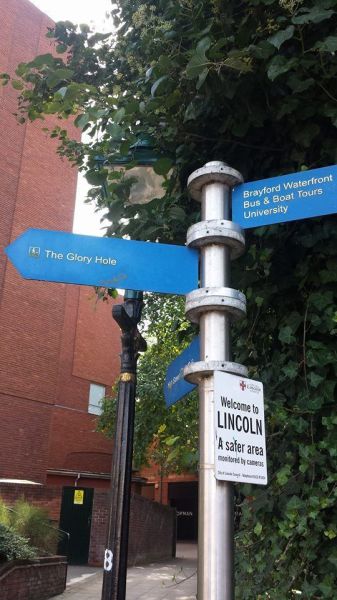 The Glory Hole
Brayford Waterfront
Bus & Boat Tours
University
Welcome to
LINCOLN
A safer area
monitored by cameras
B